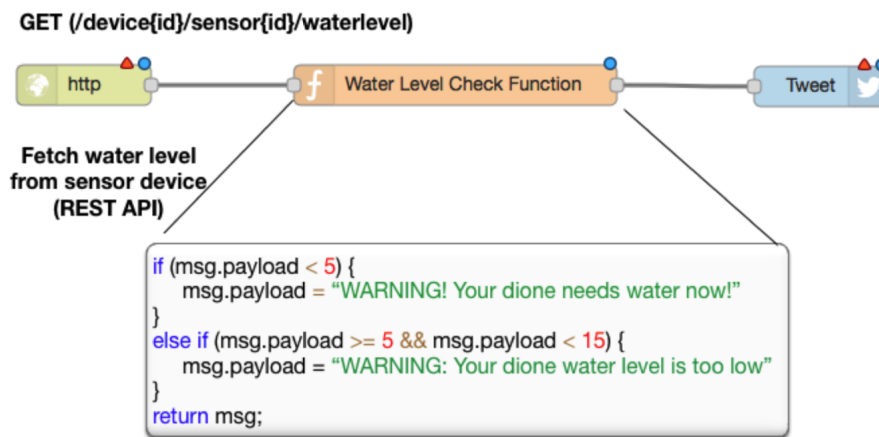 GET (/device{id}/sensor{id}/waterlevel)
http
Water Level Check Function
Tweet
Fetch water level
from sensor device
(REST API)
if (msg.payload < 5) {
msg.payload = “WARNING! Your dione needs water now!”
}
else if (msg.payload >= 5 && msg.payload < 15) {
msg.payload = “WARNING: Your dione water level is too low”
}
return msg;